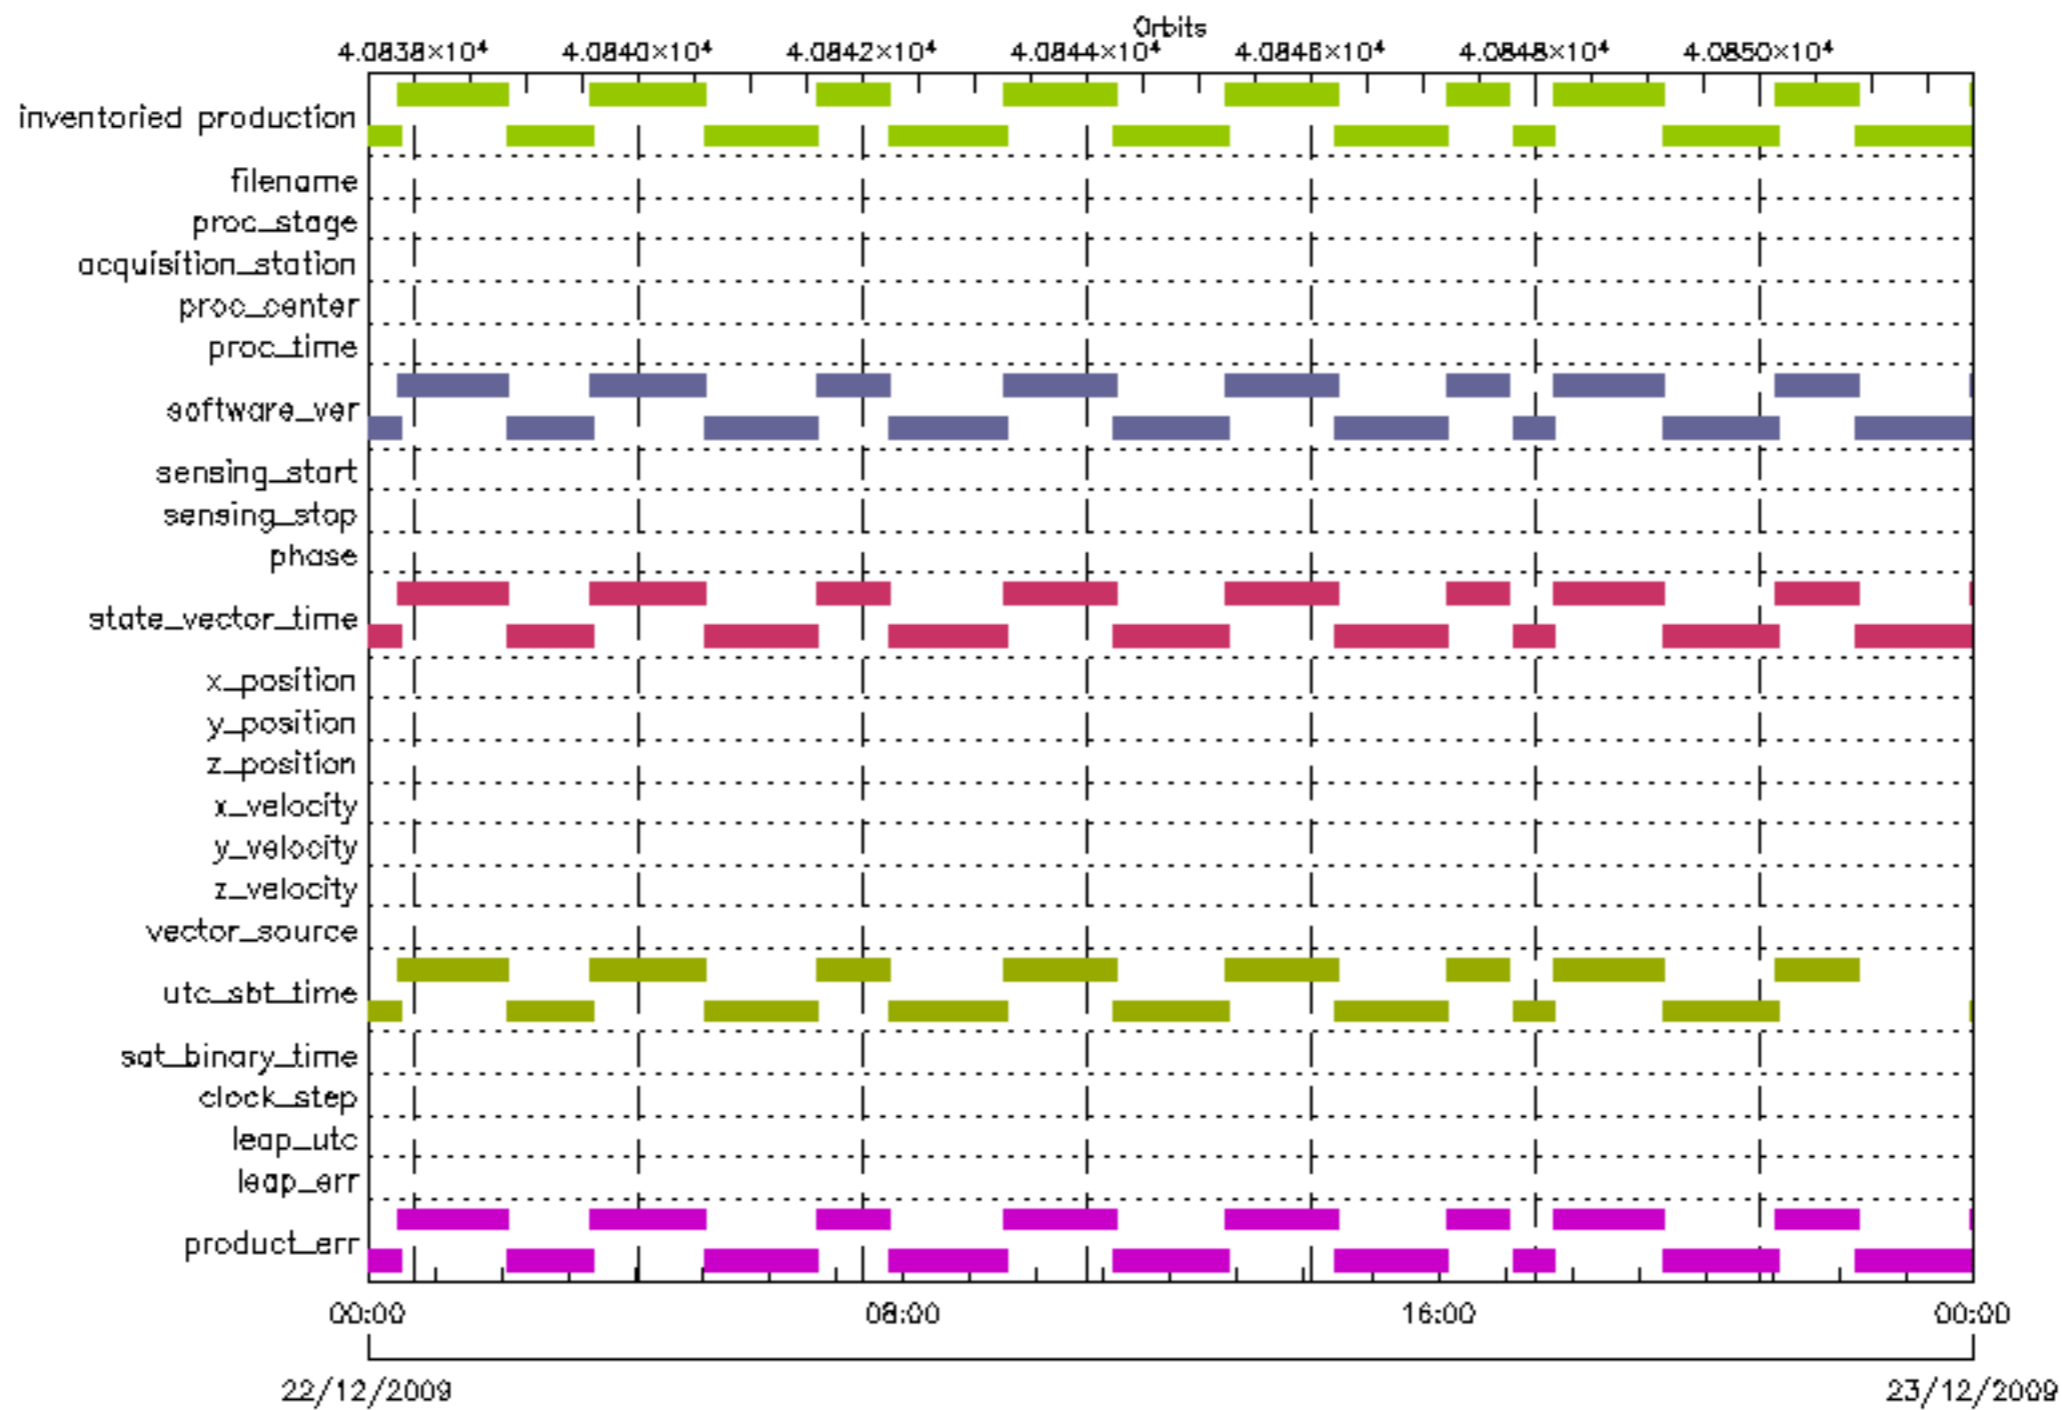 Orbits
4.0838×10⁴ 4.0840×10⁴ 4.0842×10⁴ 4.0844×10⁴ 4.0846×10⁴ 4.0848×10⁴ 4.0850×10⁴
inventoried production
filename
proc_stage
acquisition_station
proc_center
proc_time
software_ver
sensing_start
sensing_stop
phase
state_vector_time
x_position
y_position
z_position
x_velocity
y_velocity
z_velocity
vector_source
utc_sbt_time
sat_binary_time
clock_step
leap_utc
leap_err
product_err
00:00 08:00 16:00 00:00
22/12/2009 23/12/2009